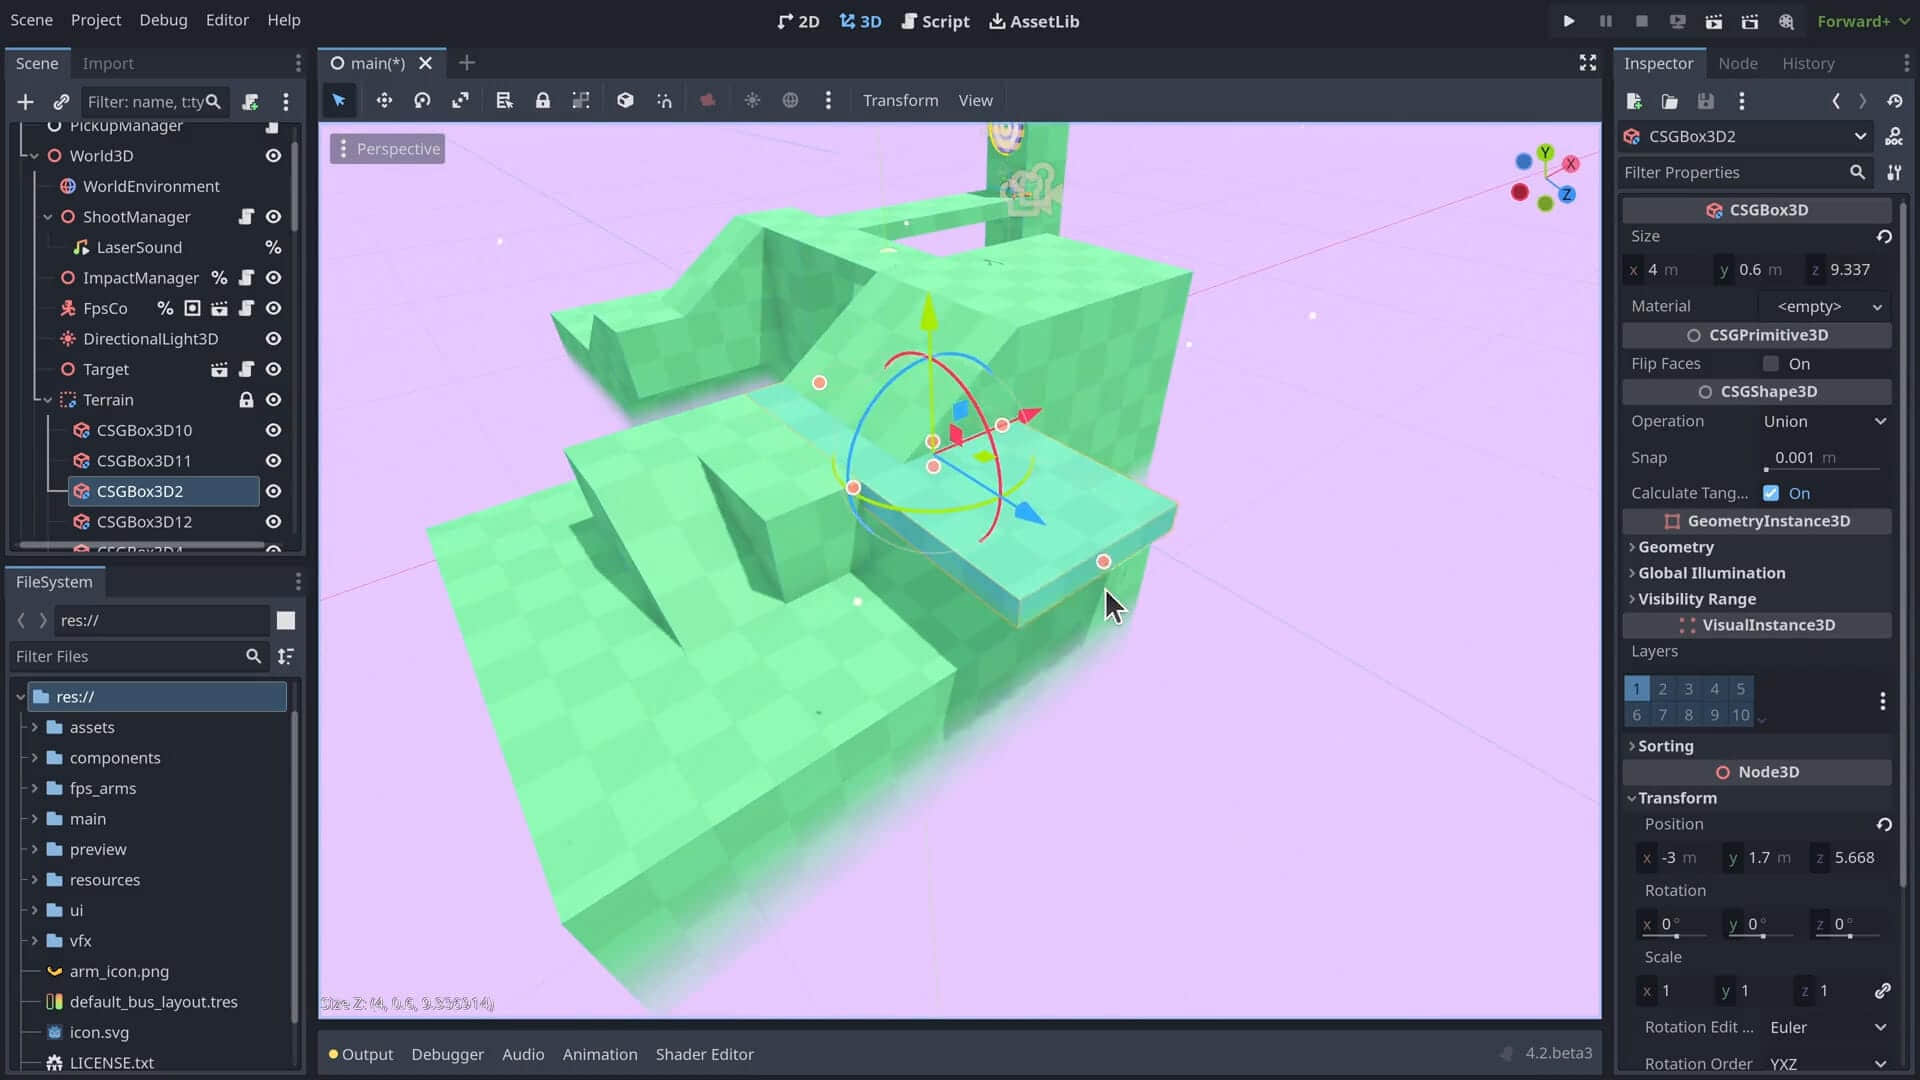 Scene Project Debug Editor Help
2D 3D Script AssetLib
Forward+
Scene Import
main(*)
Inspector Node History
Filter: name, t:ty
Transform View
PickupManager
World3D
WorldEnvironment
ShootManager
LaserSound
ImpactManager
FpsCo
DirectionalLight3D
Target
Terrain
CSGBox3D10
CSGBox3D11
CSGBox3D2
CSGBox3D12
CSGBox3D4
FileSystem
res://
Filter Files
res://
assets
components
fps_arms
main
preview
resources
ui
vfx
arm_icon.png
default_bus_layout.tres
icon.svg
LICENSE.txt
Perspective
Y
X
Z
Size Z: (4, 0.6, 9.336914)
Output Debugger Audio Animation Shader Editor
4.2.beta3
CSGBox3D2
Filter Properties
CSGBox3D
Size
x 4 m y 0.6 m z 9.337
Material <empty>
CSGPrimitive3D
Flip Faces On
CSGShape3D
Operation Union
Snap 0.001 m
Calculate Tang... On
GeometryInstance3D
Geometry
Global Illumination
Visibility Range
VisualInstance3D
Layers
1 2 3 4 5
6 7 8 9 10
Sorting
Node3D
Transform
Position
x -3 m y 1.7 m z 5.668
Rotation
x 0° y 0° z 0°
Scale
x 1 y 1 z 1
Rotation Edit ... Euler
Rotation Order YXZ